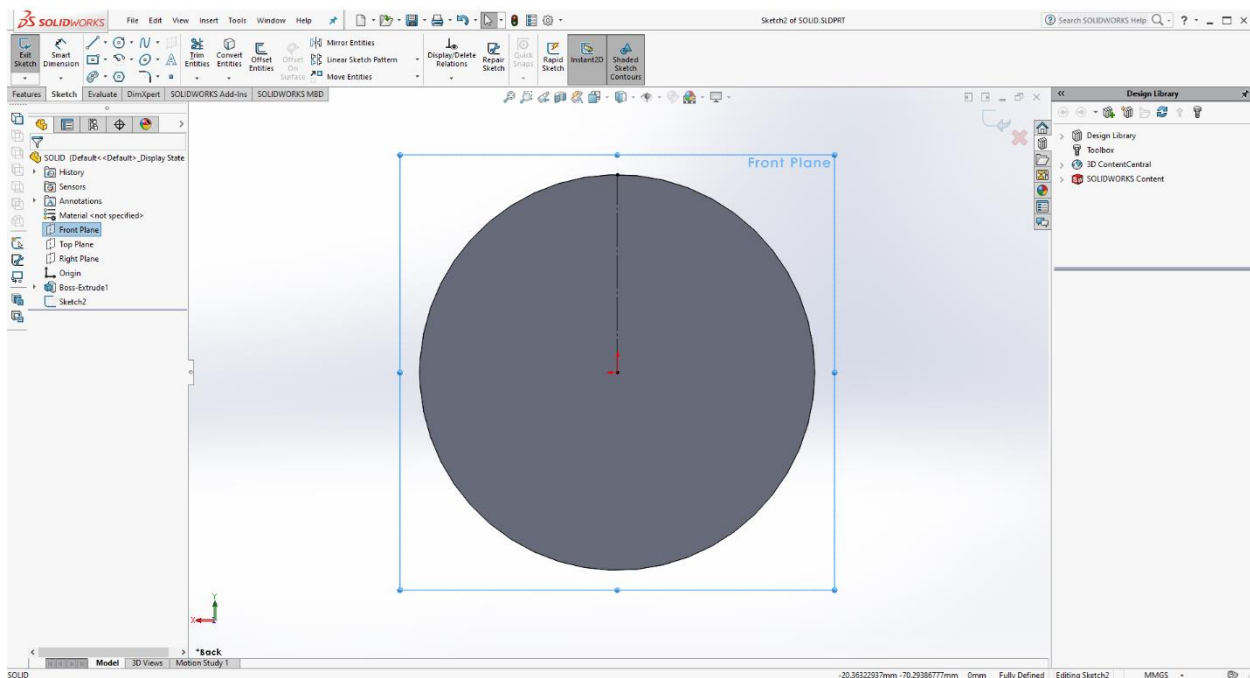 SOLIDWORKS File Edit View Insert Tools Window Help Sketch2 of SOLID.SLDPRT Search SOLIDWORKS Help
Exit Sketch
Smart Dimension
Trim Entities
Convert Entities
Offset Entities
Offset On Surface
Mirror Entities
Linear Sketch Pattern
Move Entities
Display/Delete Relations
Repair Sketch
Quick Snaps
Rapid Sketch
Instant2D
Shaded Sketch Contours
Features Sketch Evaluate DimXpert SOLIDWORKS Add-Ins SOLIDWORKS MBD
SOLID (Default<<Default>_Display State
History
Sensors
Annotations
Material <not specified>
Front Plane
Top Plane
Right Plane
Origin
Boss-Extrude1
Sketch2
Front Plane
Y
X
*Back
Design Library
Design Library
Toolbox
3D ContentCentral
SOLIDWORKS Content
Model 3D Views Motion Study 1
SOLID -20.36322937mm -70.29386777mm 0mm Fully Defined Editing Sketch2 MMGS